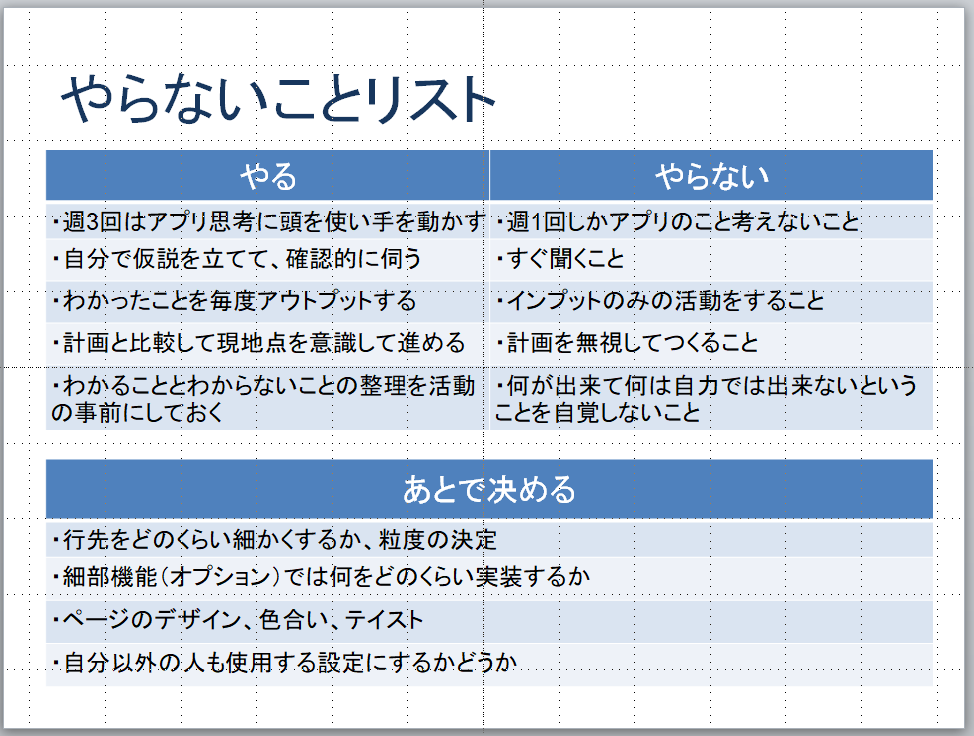 やらないことリスト
やる
やらない
・週3回はアプリ思考に頭を使い手を動かす
・週1回しかアプリのこと考えないこと
・自分で仮説を立てて、確認的に伺う
・すぐ聞くこと
・わかったことを毎度アウトプットする
・インプットのみの活動をすること
・計画と比較して現地点を意識して進める
・計画を無視してつくること
・わかることとわからないことの整理を活動
の事前にしておく
・何が出来て何は自力では出来ないという
ことを自覚しないこと
あとで決める
・行先をどのくらい細かくするか、粒度の決定
・細部機能（オプション）では何をどのくらい実装するか
・ページのデザイン、色合い、テイスト
・自分以外の人も使用する設定にするかどうか